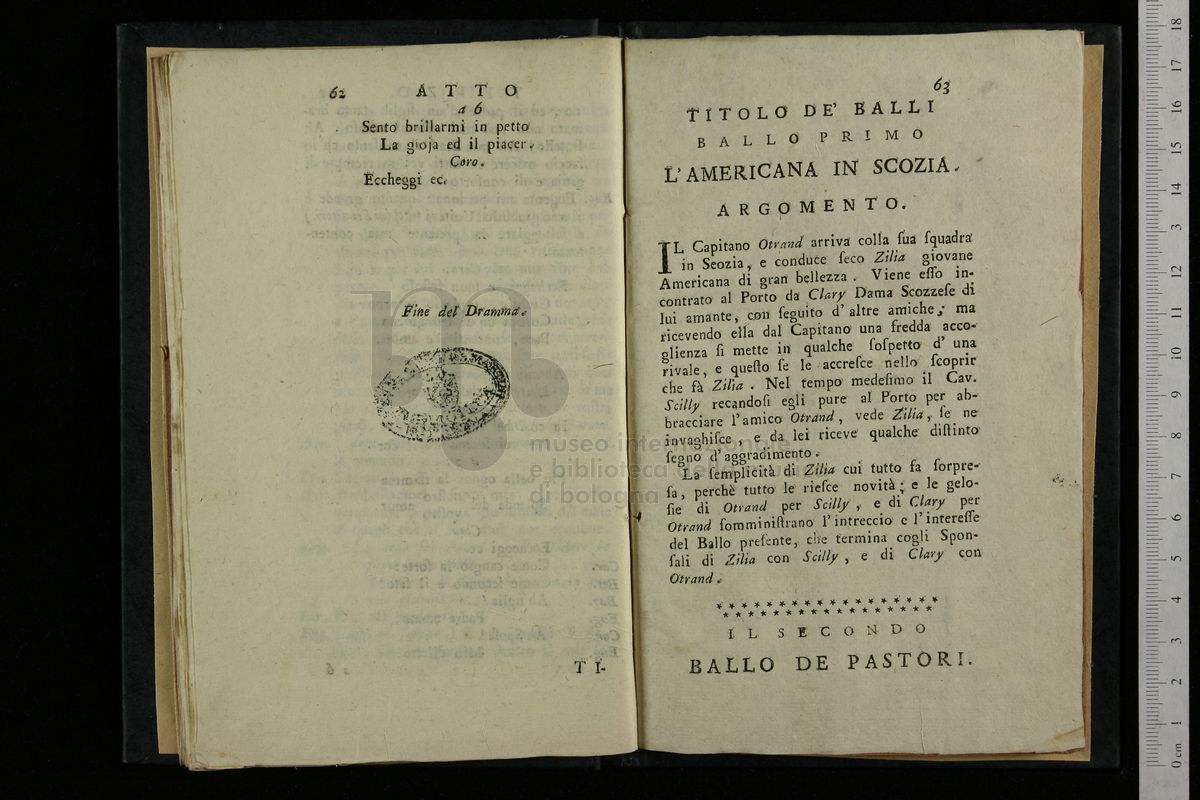 62 A T T O
a 6
Sento brillarmi in petto
La gioja ed il piacer.
Coro.
Eccheggi ec.
Fine del Dramma.
T I-
63
TITOLO DE' BALLI
BALLO PRIMO
L'AMERICANA IN SCOZIA.
ARGOMENTO.
IL Capitano Otrand arriva colla ſua ſquadra
in Seozia, e conduce ſeco Zilia giovane
Americana di gran bellezza. Viene eſſo in-
contrato al Porto da Clary Dama Scozzeſe di
lui amante, con ſeguito d'altre amiche; ma
ricevendo ella dal Capitano una fredda acco-
glienza ſi mette in qualche ſoſpetto d'una
rivale, e queſto ſe le accreſce nello ſcoprir
che fà Zilia. Nel tempo medeſimo il Cav.
Scilly recandoſi egli pure al Porto per ab-
bracciare l'amico Otrand, vede Zilia, ſe ne
invaghiſce, e da lei riceve qualche diſtinto
ſegno d'aggradimento.
La ſemplicità di Zilia cui tutto fa ſorpre-
ſa, perchè tutto le rieſce novità; e le gelo-
ſie di Otrand per Scilly, e di Clary per
Otrand ſomminiſtrano l'intreccio e l'intereſſe
del Ballo preſente, che termina cogli Spon-
ſali di Zilia con Scilly, e di Clary con
Otrand.
IL SECONDO
BALLO DE PASTORI.
museo internazionale
e biblioteca della musica
di bologna
0 cm. 1 2 3 4 5 6 7 8 9 10 11 12 13 14 15 16 17 18